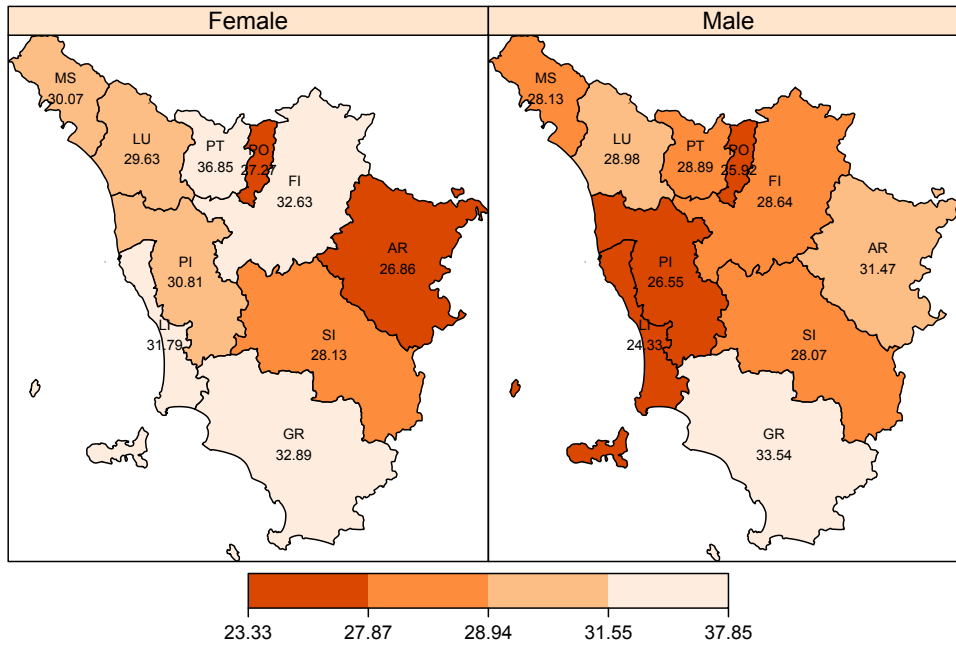 Female
MS
30.07
LU
29.63
PT
36.85
PO
27.27
FI
32.63
AR
26.86
PI
30.81
LI
31.79
SI
28.13
GR
32.89
Male
MS
28.13
LU
28.98
PT
28.89
PO
25.92
FI
28.64
AR
31.47
PI
26.55
LI
24.33
SI
28.07
GR
33.54
23.33 27.87 28.94 31.55 37.85